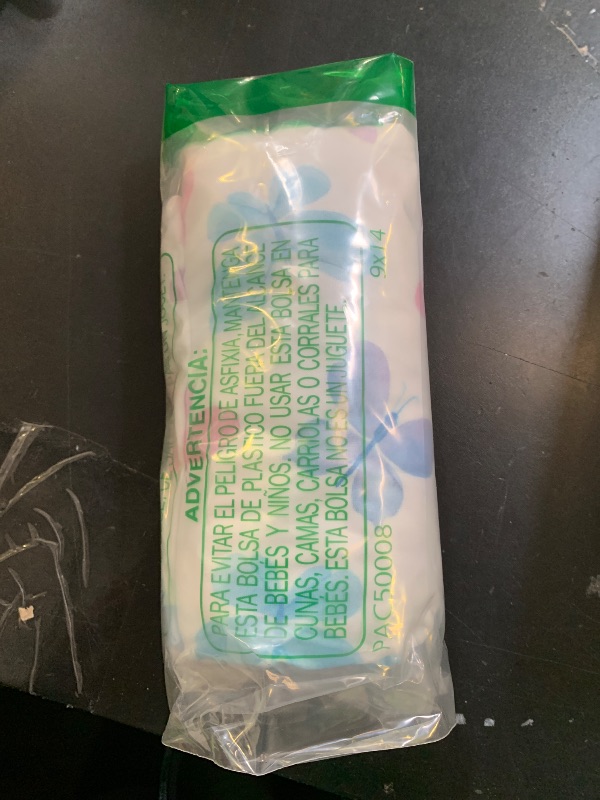 ADVERTENCIA:
PARA EVITAR EL PELIGRO DE ASFIXIA, MANTENGA
ESTA BOLSA DE PLASTICO FUERA DEL ALCANCE
DE BEBÉS Y NIÑOS. NO USAR ESTA BOLSA EN
CUNAS, CAMAS, CARRIOLAS O CORRALES PARA
BEBÉS. ESTA BOLSA NO ES UN JUGUETE.
PAC50008
9x14